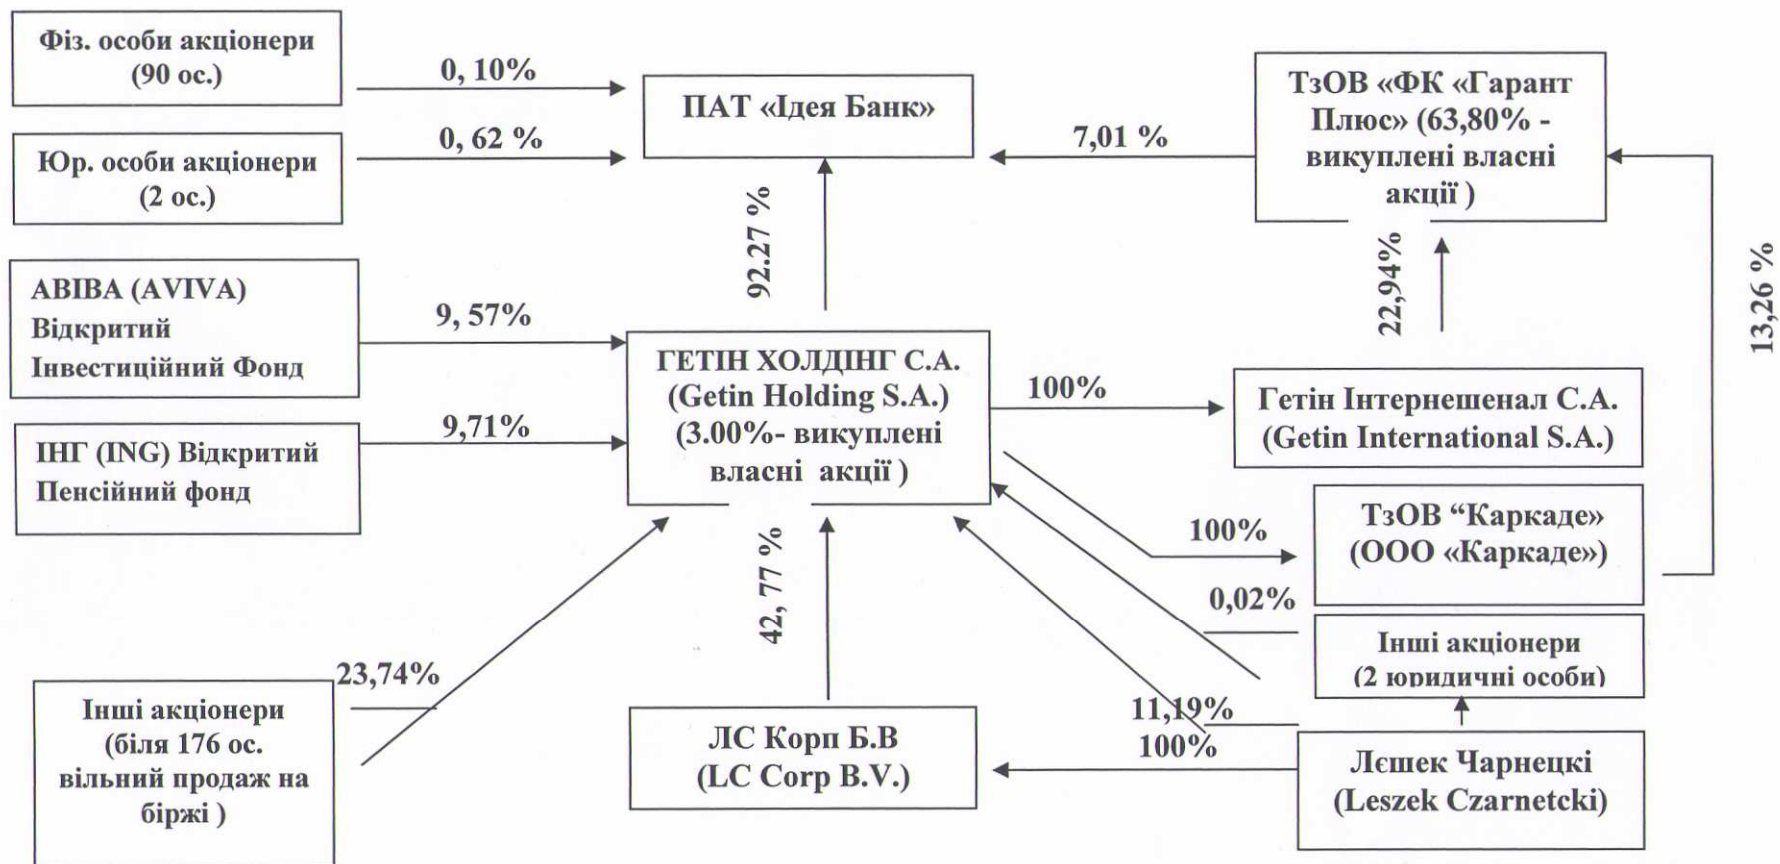 Фіз. особи акціонери
(90 ос.)
0, 10%
ПАТ «Ідея Банк»
ТзОВ «ФК «Гарант
Плюс» (63,80% -
викуплені власні
акції )
Юр. особи акціонери
(2 ос.)
0, 62 %
7,01 %
92.27 %
22,94%
13,26 %
АВІВА (AVIVA)
Відкритий
Інвестиційний Фонд
9, 57%
ГЕТІН ХОЛДІНГ С.А.
(Getin Holding S.A.)
(3.00%- викуплені
власні акції )
100%
Гетін Інтернешенал С.А.
(Getin International S.A.)
ІНГ (ING) Відкритий
Пенсійний фонд
9,71%
100%
ТзОВ “Каркаде»
(ООО «Каркаде»)
42, 77 %
0,02%
Інші акціонери
(2 юридичні особи)
Інші акціонери
(біля 176 ос.
вільний продаж на
біржі )
23,74%
ЛС Корп Б.В
(LC Corp B.V.)
11,19%
100%
Лєшек Чарнецкі
(Leszek Czarnetcki)